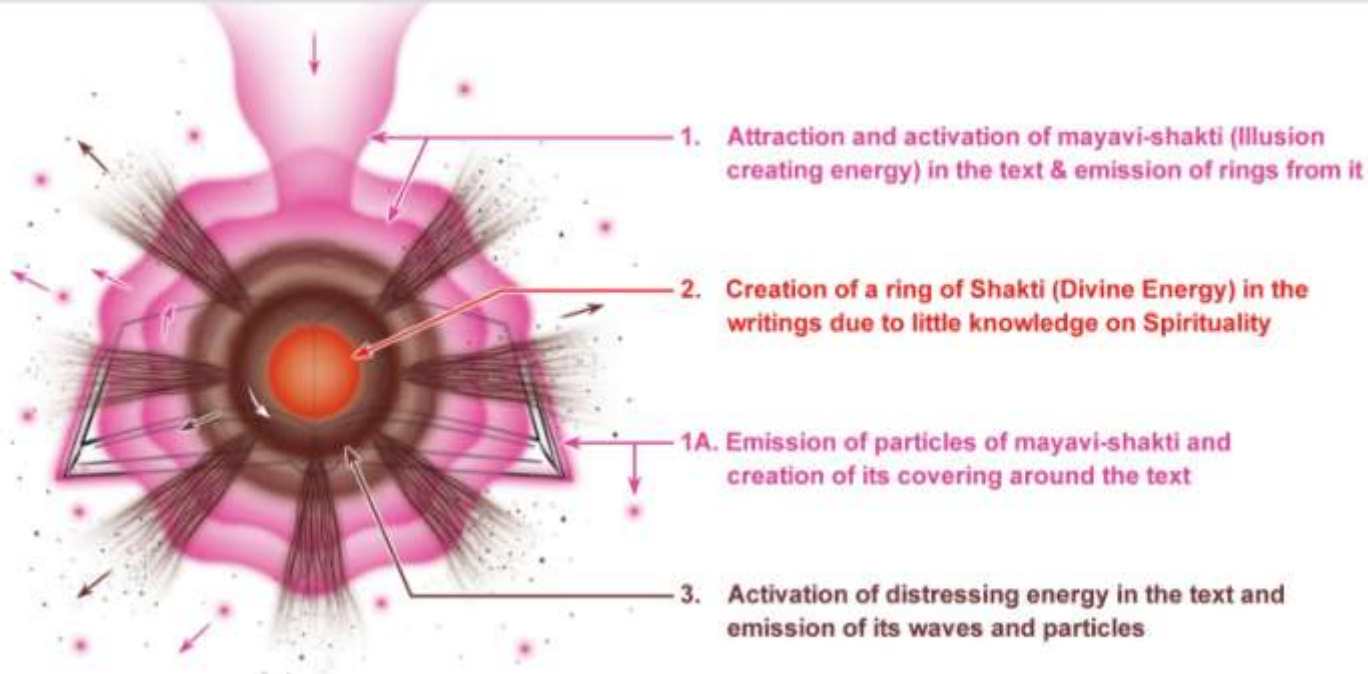 1. Attraction and activation of mayavi-shakti (Illusion
creating energy) in the text & emission of rings from it
2. Creation of a ring of Shakti (Divine Energy) in the
writings due to little knowledge on Spirituality
1A. Emission of particles of mayavi-shakti and
creation of its covering around the text
3. Activation of distressing energy in the text and
emission of its waves and particles